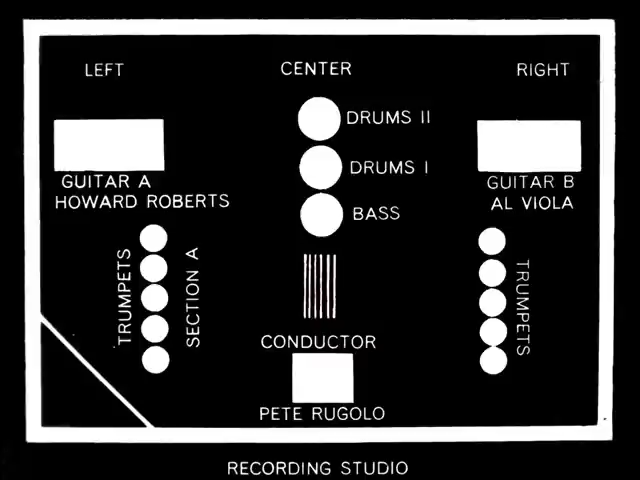 LEFT
CENTER
RIGHT
DRUMS II
DRUMS I
BASS
GUITAR A
HOWARD ROBERTS
GUITAR B
AL VIOLA
TRUMPETS
SECTION A
TRUMPETS
CONDUCTOR
PETE RUGOLO
RECORDING STUDIO